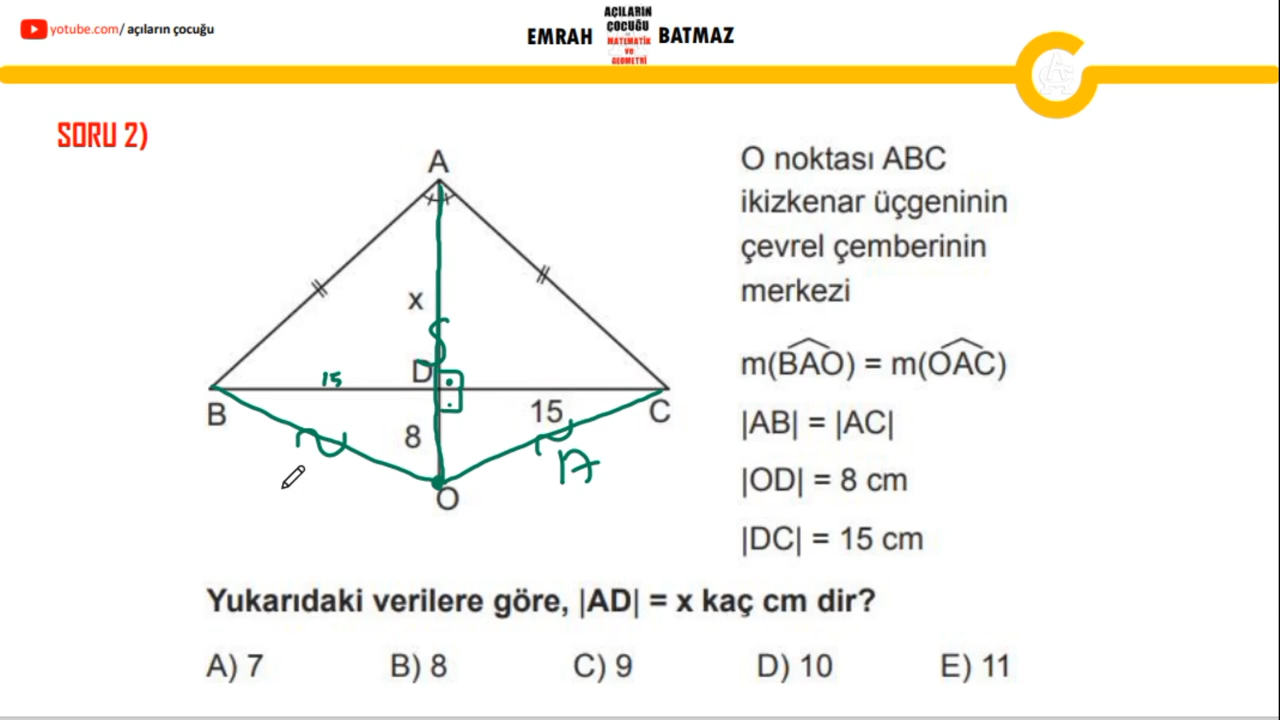 yotube.com/ açıların çocuğu
EMRAH
AÇILARIN
ÇOCUĞU
MATEMATİK
ve
GEOMETRİ
BATMAZ
SORU 2)
A
x
D
15
B
8
15
C
17
O
O noktası ABC
ikizkenar üçgeninin
çevrel çemberinin
merkezi
m(BAO) = m(OAC)
|AB| = |AC|
|OD| = 8 cm
|DC| = 15 cm
Yukarıdaki verilere göre, |AD| = x kaç cm dir?
A) 7 B) 8 C) 9 D) 10 E) 11